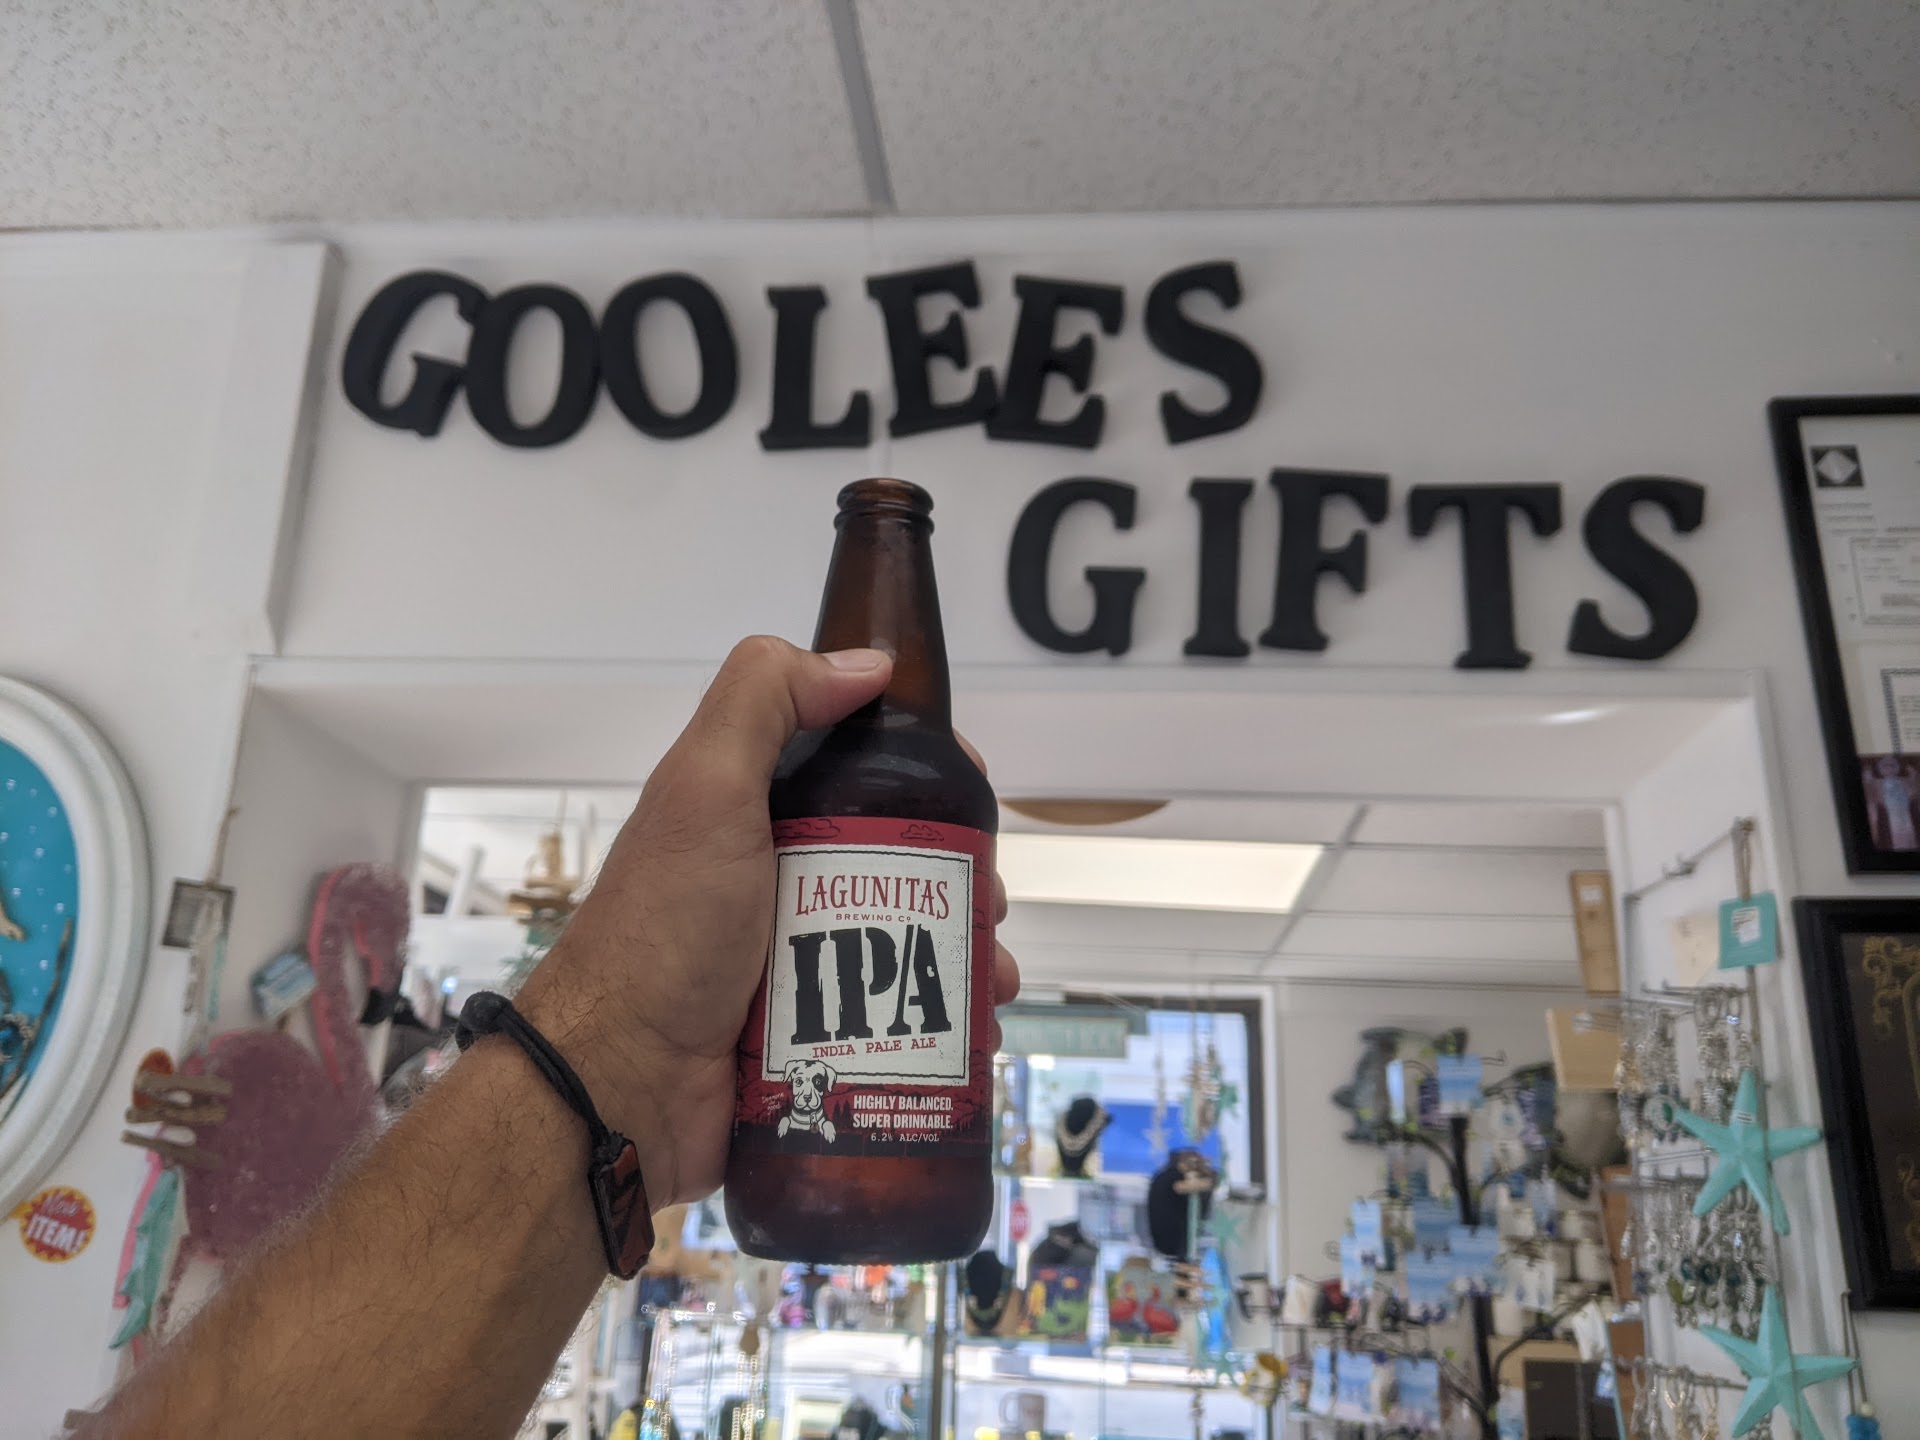 GOOLEES
GIFTS
LAGUNITAS
BREWING Co
IPA
INDIA PALE ALE
HIGHLY BALANCED.
SUPER DRINKABLE.
6.2% ALC/VOL
New
ITEM!